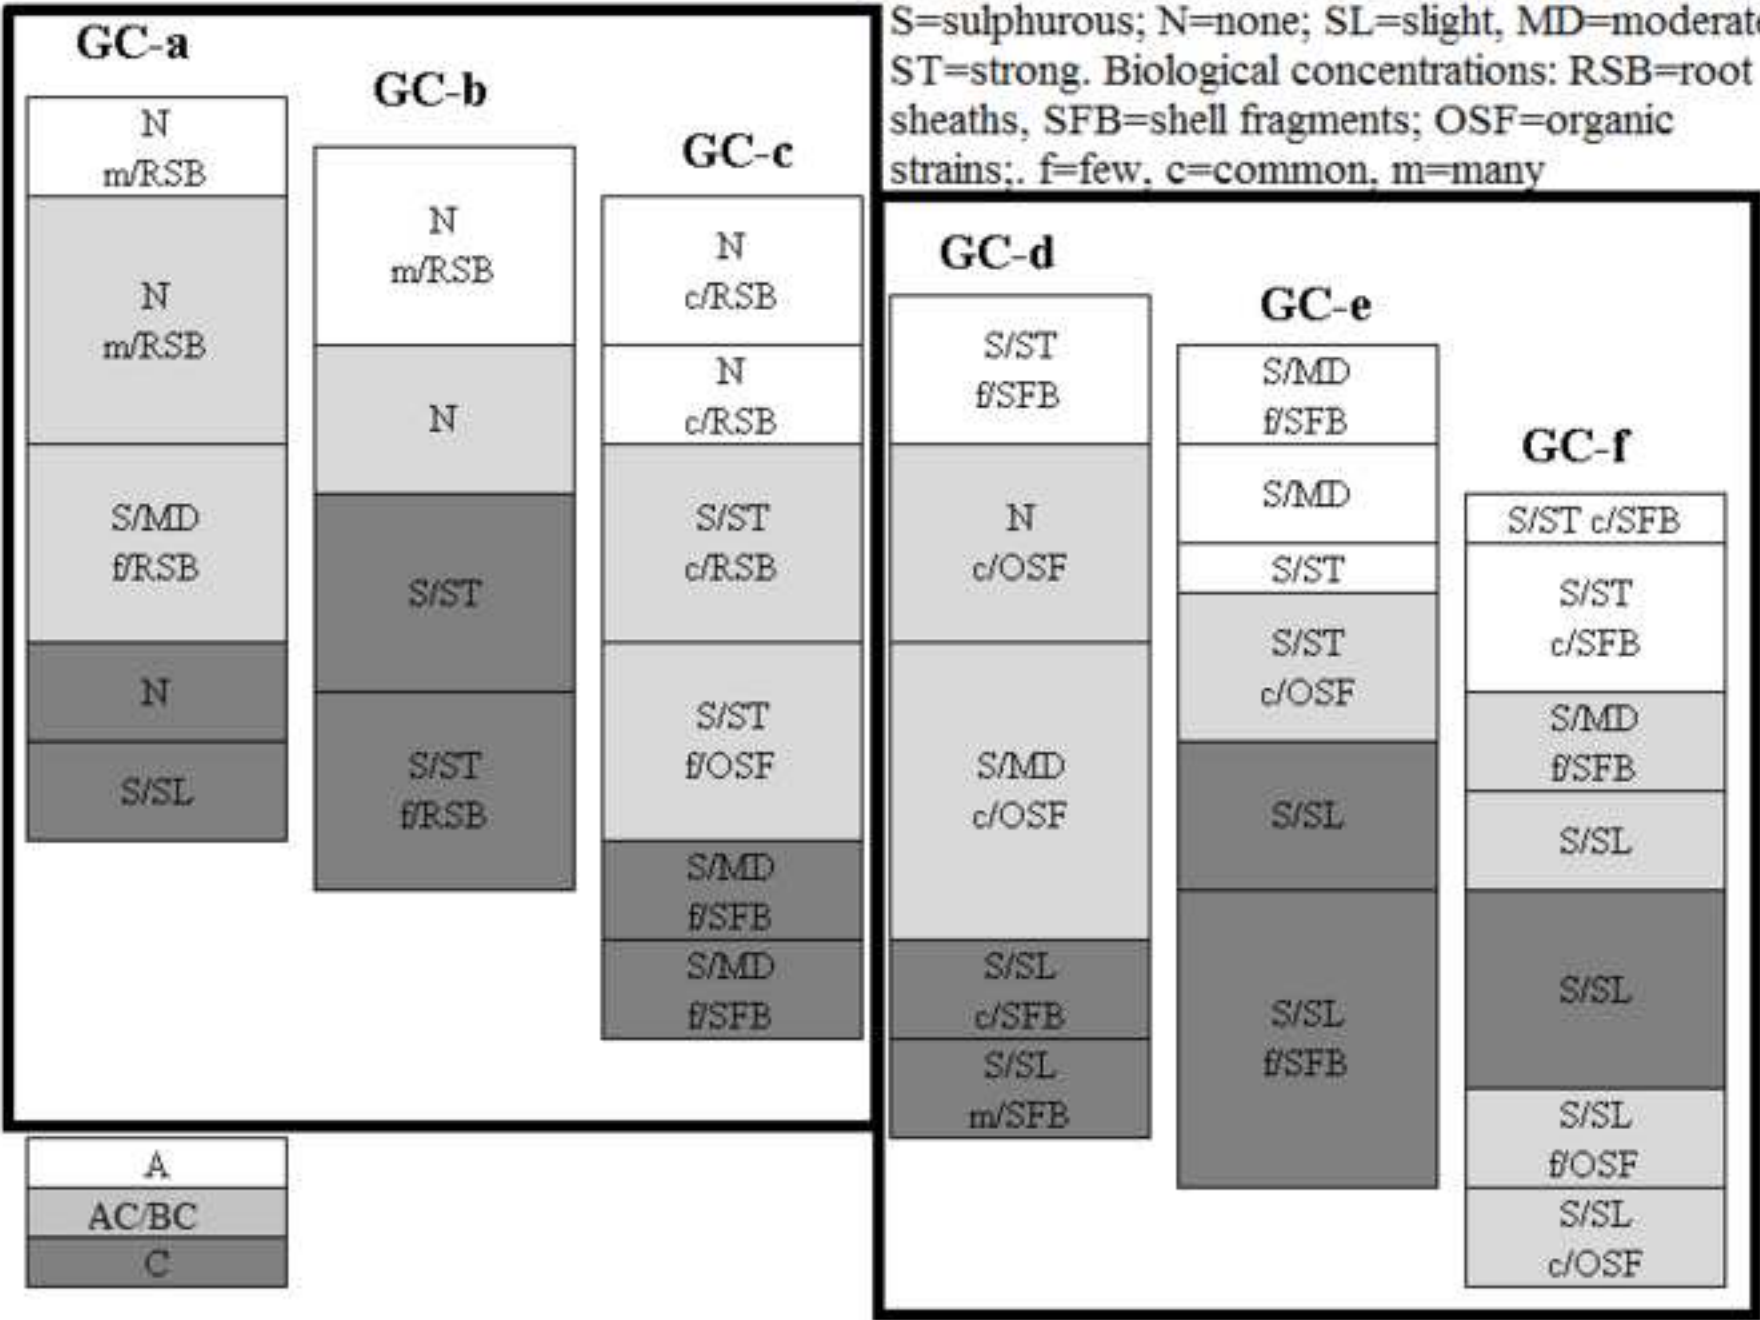 S=sulphurous; N=none; SL=slight, MD=moderate
ST=strong. Biological concentrations: RSB=root
sheaths, SFB=shell fragments; OSF=organic
strains;. f=few, c=common, m=many
GC-a
N
m/RSB
N
m/RSB
S/MD
f/RSB
N
S/SL
GC-b
N
m/RSB
N
S/ST
S/ST
f/RSB
GC-c
N
c/RSB
N
c/RSB
S/ST
c/RSB
S/ST
f/OSF
S/MD
f/SFB
S/MD
f/SFB
GC-d
S/ST
f/SFB
N
c/OSF
S/MD
c/OSF
S/SL
c/SFB
S/SL
m/SFB
GC-e
S/MD
f/SFB
S/MD
S/ST
S/ST
c/OSF
S/SL
S/SL
f/SFB
GC-f
S/ST c/SFB
S/ST
c/SFB
S/MD
f/SFB
S/SL
S/SL
S/SL
f/OSF
S/SL
c/OSF
A
AC/BC
C